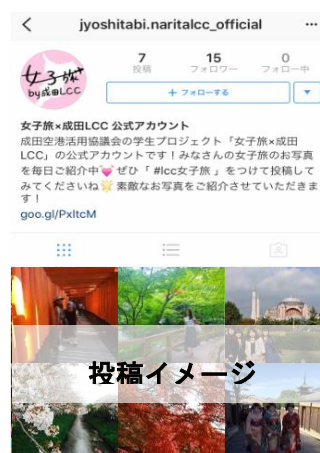 jyoshitabi.naritalcc_official
7 15 0
投稿 フォロワー フォロー中
+ フォローする
女子旅
by成田LCC
女子旅×成田LCC 公式アカウント
成田空港活用協議会の学生プロジェクト「女子旅×成田
LCC」の公式アカウントです！みなさんの女子旅のお写真
を毎日ご紹介中💓ぜひ「 #lcc女子旅 」をつけて投稿して
みてくださいね🌟 素敵なお写真をご紹介させていただきま
す！
goo.gl/PxItcM
投稿イメージ